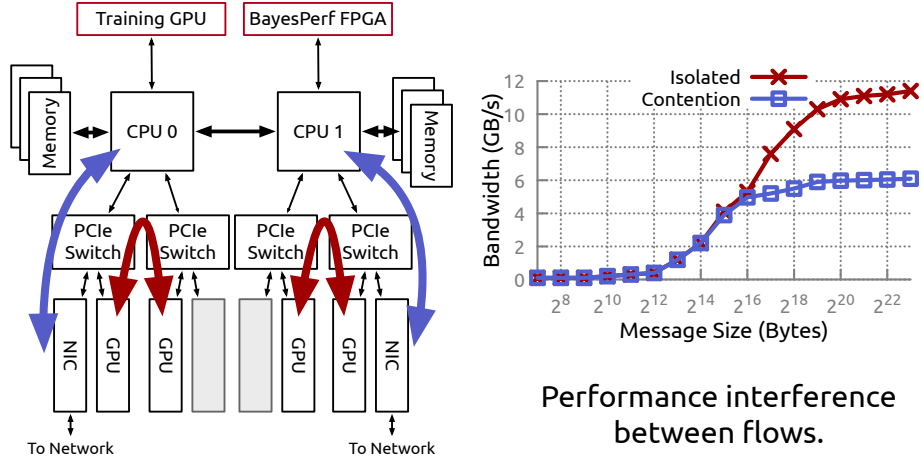 Training GPU
BayesPerf FPGA
Memory
CPU 0
CPU 1
Memory
PCIe
Switch
PCIe
Switch
PCIe
Switch
PCIe
Switch
NIC
GPU
GPU
GPU
GPU
NIC
To Network
To Network
Isolated
Contention
Bandwidth (GB/s)
12
10
8
6
4
2
0
2^8 2^10 2^12 2^14 2^16 2^18 2^20 2^22
Message Size (Bytes)
Performance interference
between flows.